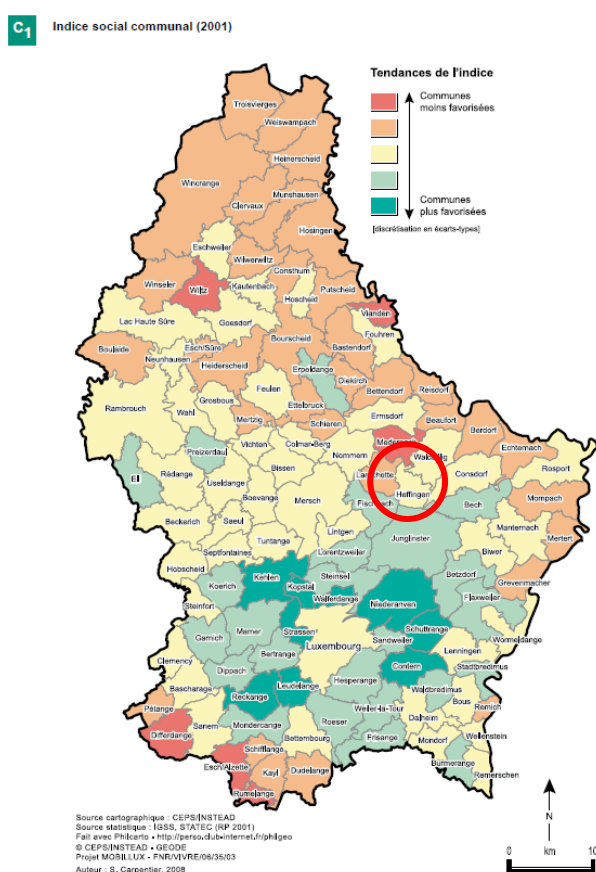 C1 Indice social communal (2001)
Tendances de l'indice
Communes
moins favorisées
Communes
plus favorisées
[discrétisation en écarts-types]
Troisvierges
Weiswampach
Heinerscheid
Wincrange
Munshausen
Clervaux
Hosingen
Eschweiler
Wilwerwiltz
Consthum
Winseler
Wiltz
Kautenbach
Putscheid
Hoscheid
Vianden
Lac Haute Sûre
Goesdorf
Fouhren
Bourscheid
Boulaide
Esch/Sûre
Bastendorf
Neunhausen
Heiderscheid
Erpeldange
Diekirch
Reisdorf
Feulen
Bettendorf
Rambrouch
Grosbous
Ettelbruck
Wahl
Mertzig
Schieren
Ermsdorf
Beaufort
Berdorf
Vichten
Colmar-Berg
Echternach
Preizerdaul
Nommern
Consdorf
Rosport
Ell
Rédange
Bissen
Useldange
Heffingen
Mompach
Boevange
Mersch
Bech
Beckerich
Saeul
Manternach
Lintgen
Junglinster
Mertert
Tuntange
Septfontaines
Lorentzweiler
Biwer
Hobscheid
Kehlen
Steinsel
Betzdorf
Grevenmacher
Koerich
Kopstal
Walferdange
Flaxweiler
Steinfort
Niederanven
Mamer
Strassen
Schuttrange
Wormeldange
Garnich
Sandweiler
Luxembourg
Lenningen
Bertrange
Clemency
Contern
Stadtbredimus
Dippach
Hesperange
Bascharage
Leudelange
Waldbredimus
Reckange
Bous
Weiler-la-Tour
Remich
Pétange
Dalheim
Sanem
Mondercange
Roeser
Differdange
Bettembourg
Frisange
Mondorf
Wellenstein
Schifflange
Burmerange
Esch/Alzette
Kayl
Dudelange
Remerschen
Rumelange
Source cartographique : CEPS/INSTEAD
Source statistique : IGSS, STATEC (RP 2001)
Fait avec Philcarto • http://perso.club-internet.fr/philgeo
© CEPS/INSTEAD - GEODE
Projet MOBILLUX - FNR/VIVRE/06/35/03
Auteur : S. Carpentier, 2008
N
0 km 10